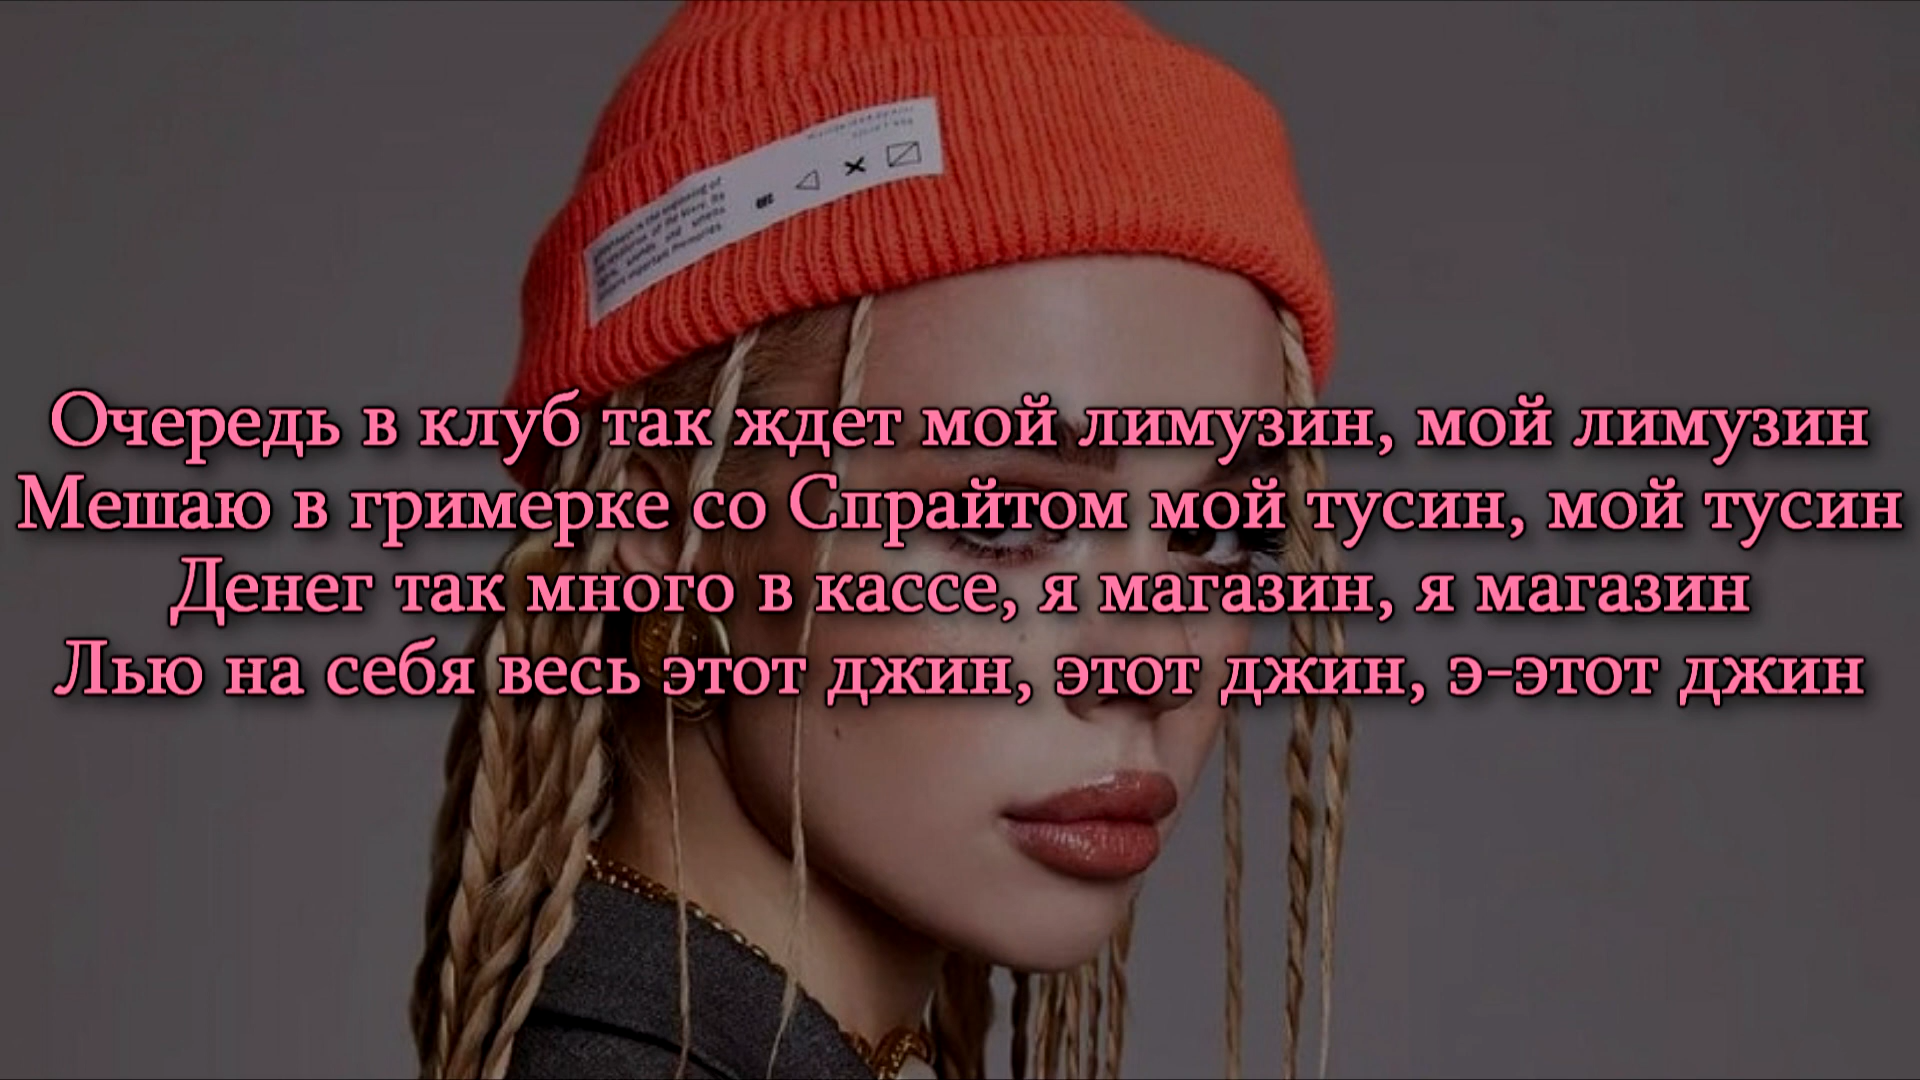 Очередь в клуб так ждет мой лимузин, мой лимузин
Мешаю в гримерке со Спрайтом мой тусин, мой тусин
Денег так много в кассе, я магазин, я магазин
Лью на себя весь этот джин, этот джин, э-этот джин